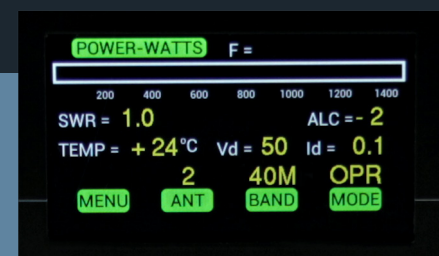 POWER-WATTS F =
200 400 600 800 1000 1200 1400
SWR = 1.0 ALC =- 2
TEMP = + 24°C Vd = 50 Id = 0.1
2 40M OPR
MENU ANT BAND MODE